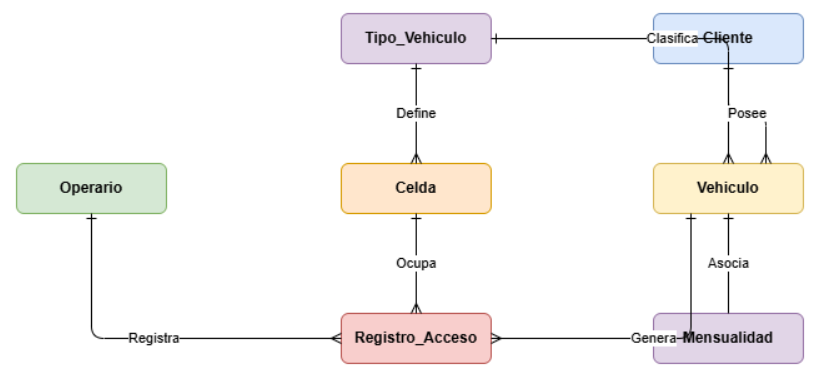 Tipo_Vehiculo
Clasifica
Cliente
Define
Posee
Operario
Celda
Vehiculo
Ocupa
Asocia
Registra
Registro_Acceso
Genera
Mensualidad